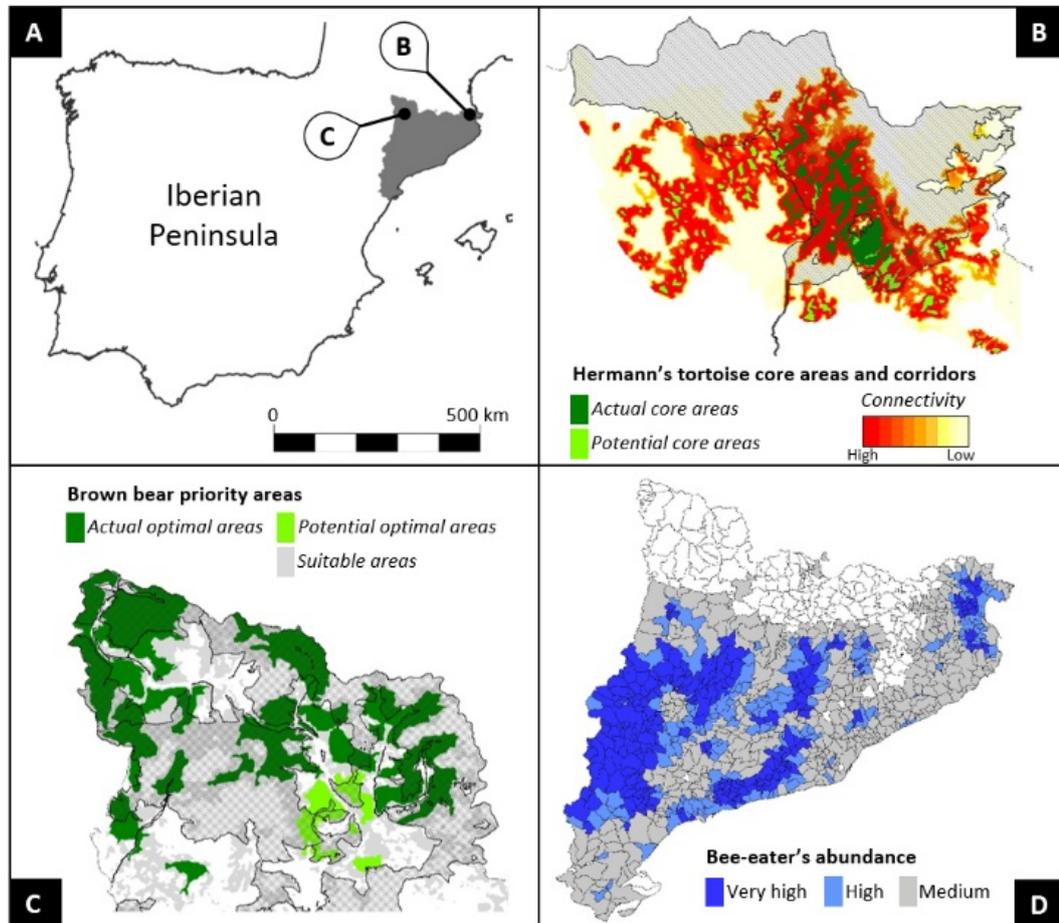 A
B
C
Iberian
Peninsula
0 500 km
B
Hermann's tortoise core areas and corridors
Actual core areas
Potential core areas
Connectivity
High Low
Brown bear priority areas
Actual optimal areas Potential optimal areas
Suitable areas
C
Bee-eater's abundance
Very high High Medium
D